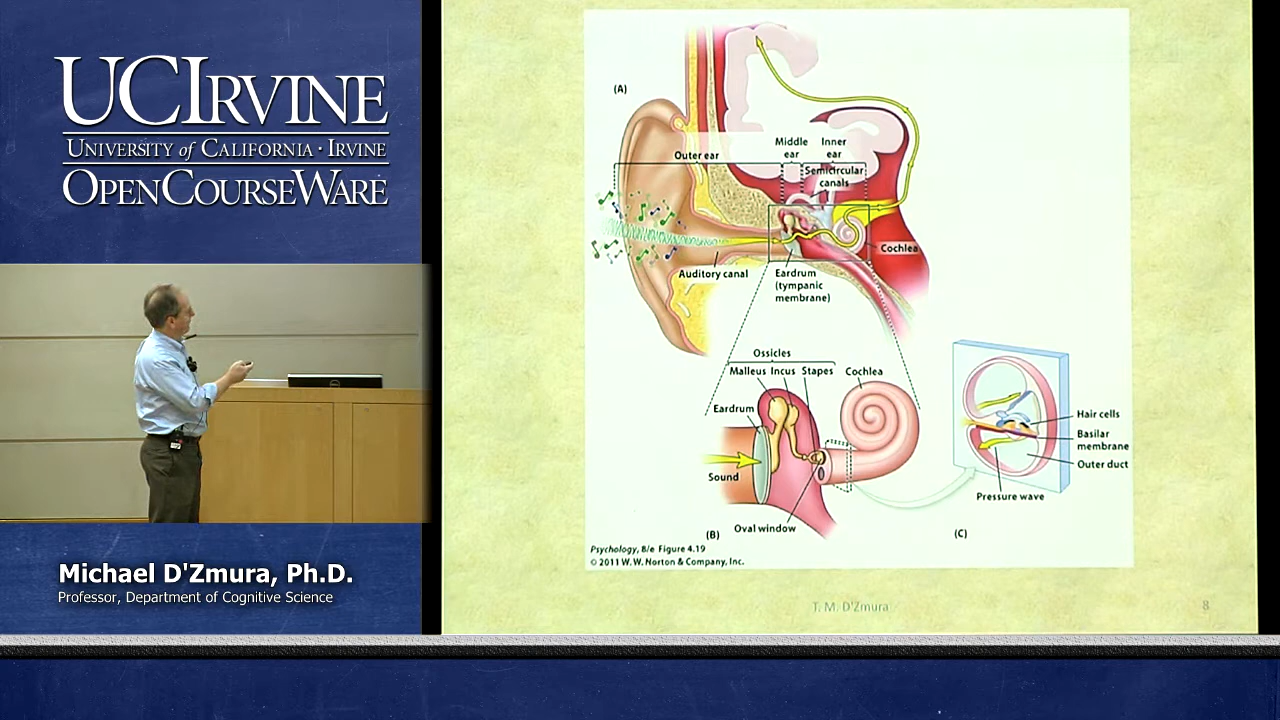 UCIRVINE
UNIVERSITY of CALIFORNIA · IRVINE
OPENCOURSEWARE
Michael D'Zmura, Ph.D.
Professor, Department of Cognitive Science
(A)
Outer ear
Middle
ear
Inner
ear
Semicircular
canals
Cochlea
Auditory canal
Eardrum
(tympanic
membrane)
Ossicles
Malleus Incus Stapes
Cochlea
Eardrum
Sound
Oval window
(B)
Hair cells
Basilar
membrane
Outer duct
Pressure wave
(C)
Psychology, 8/e Figure 4.19
© 2011 W. W. Norton & Company, Inc.
T. M. D'Zmura
8